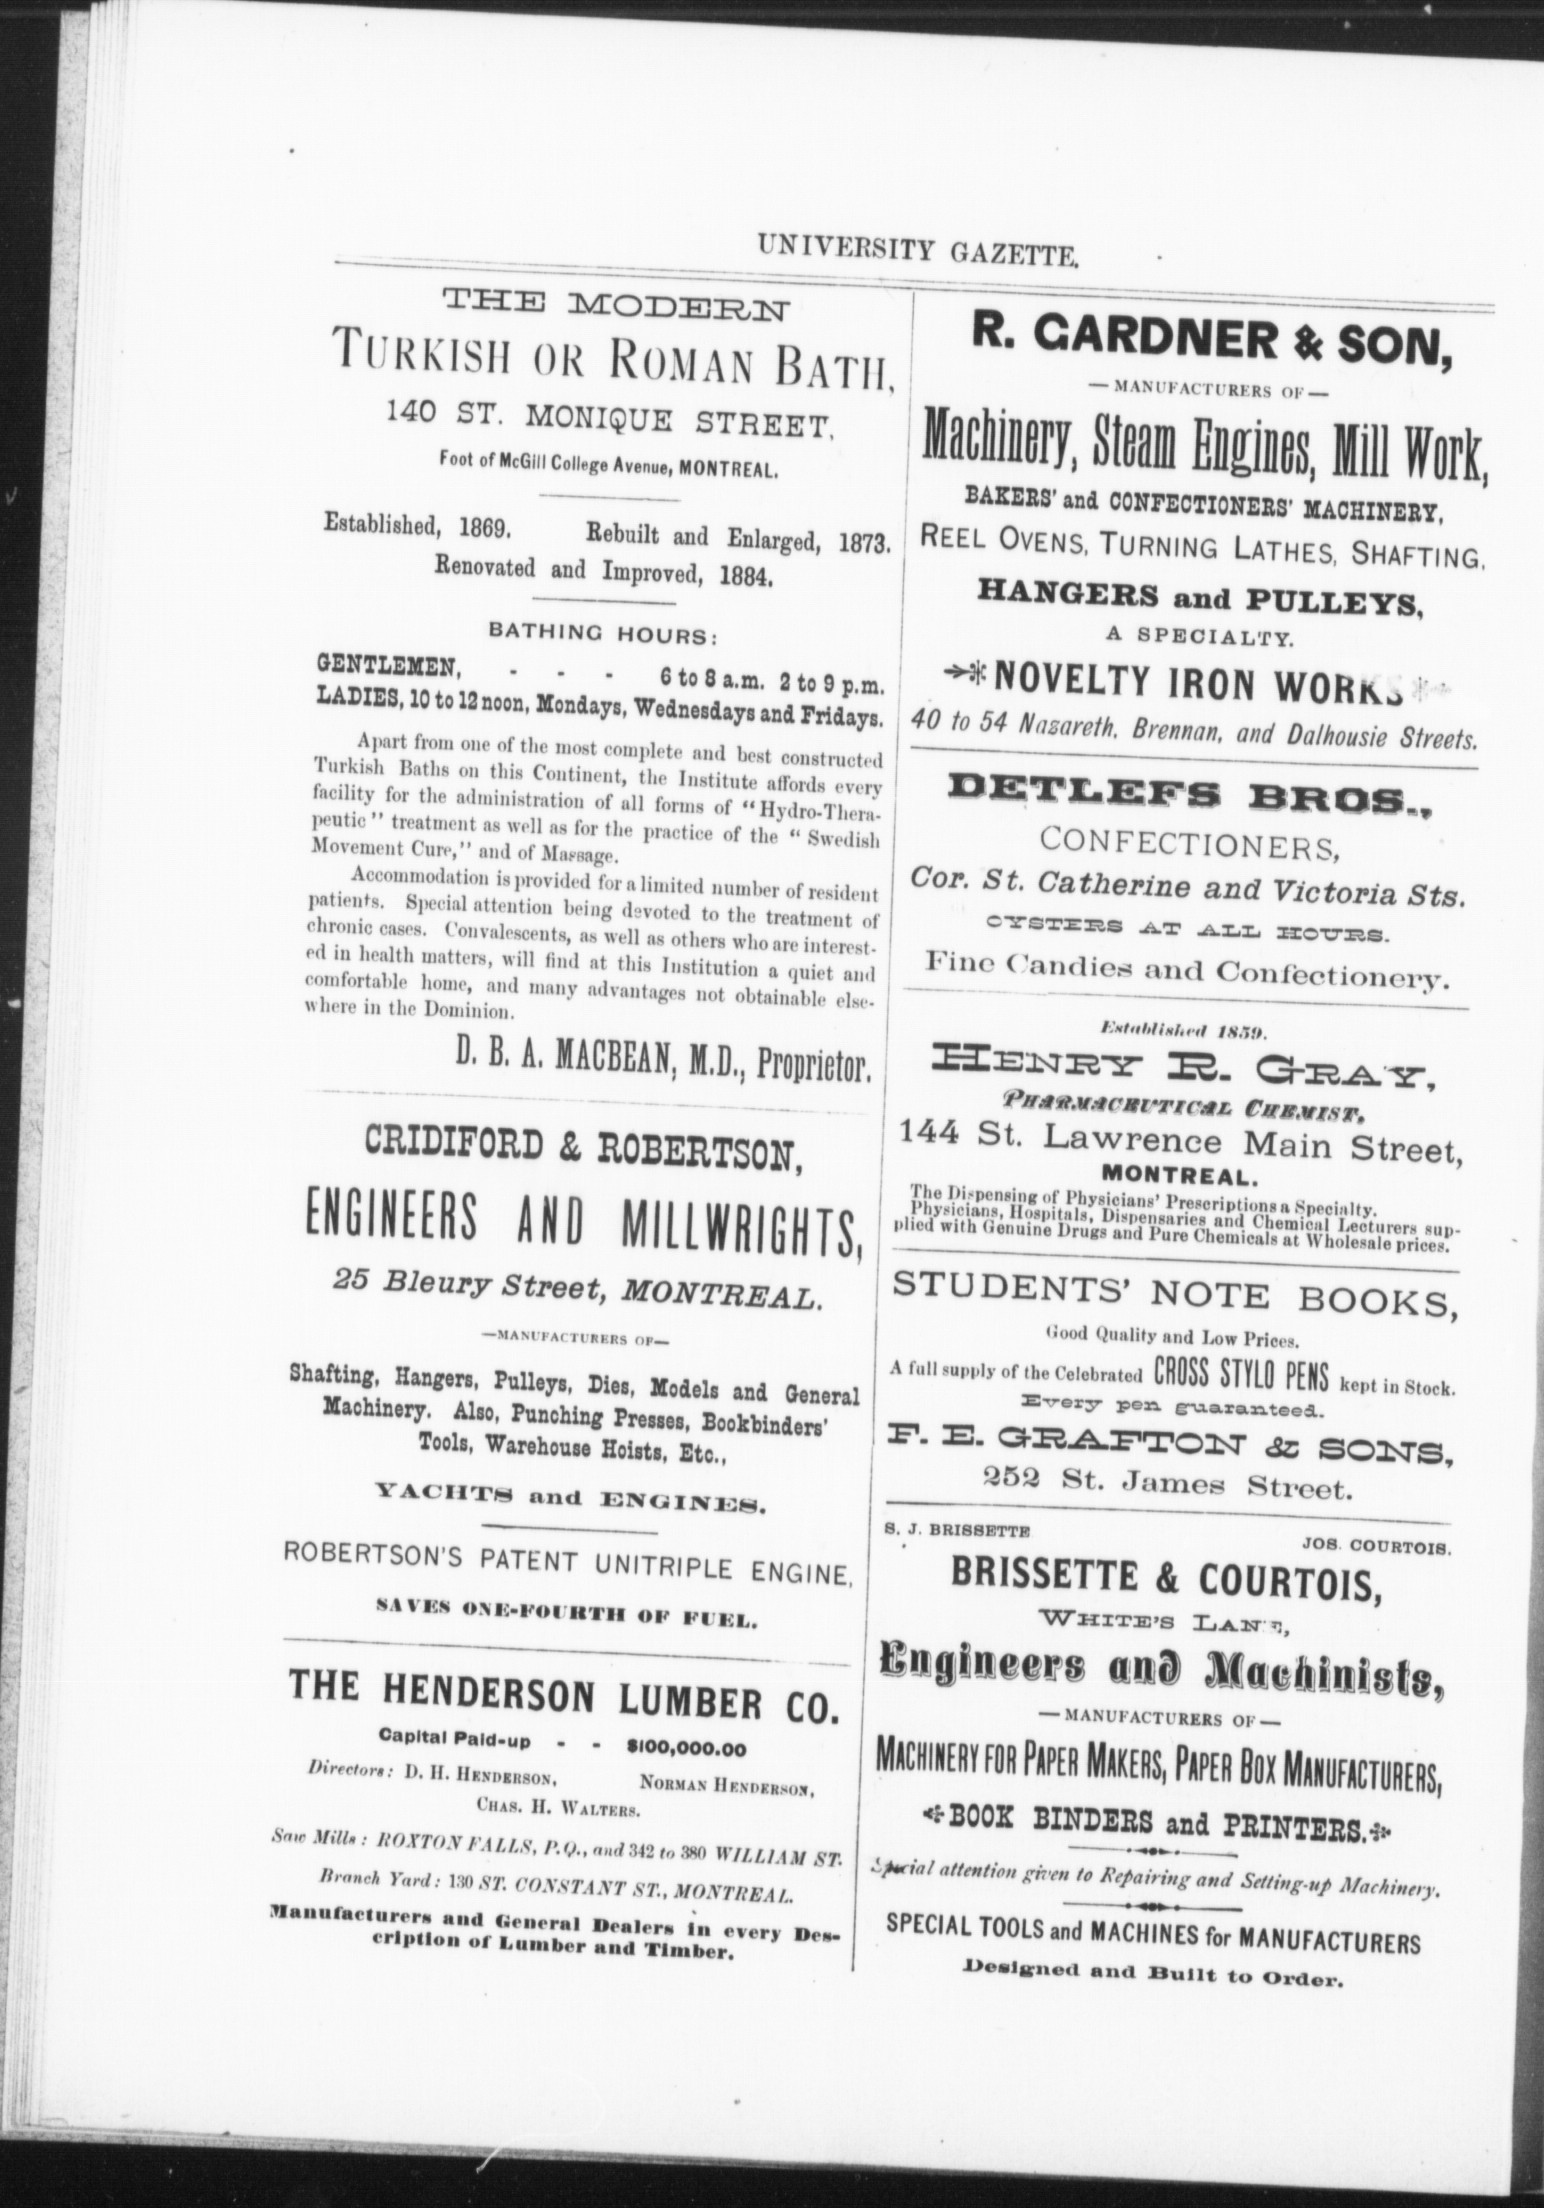 UNIVERSITY GAZETTE.
THE MODERN
TURKISH OR ROMAN BATH,
140 ST. MONIQUE STREET,
Foot of McGill College Avenue, MONTREAL.
Established, 1869. Rebuilt and Enlarged, 1873.
Renovated and Improved, 1884.
BATHING HOURS:
GENTLEMEN, - - - 6 to 8 a.m. 2 to 9 p.m.
LADIES, 10 to 12 noon, Mondays, Wednesdays and Fridays.
Apart from one of the most complete and best constructed
Turkish Baths on this Continent, the Institute affords every
facility for the administration of all forms of "Hydro-Thera-
peutic" treatment as well as for the practice of the "Swedish
Movement Cure," and of Massage.
Accommodation is provided for a limited number of resident
patients. Special attention being devoted to the treatment of
chronic cases. Convalescents, as well as others who are interest-
ed in health matters, will find at this Institution a quiet and
comfortable home, and many advantages not obtainable else-
where in the Dominion.
D. B. A. MACBEAN, M.D., Proprietor.
CRIDIFORD & ROBERTSON,
ENGINEERS AND MILLWRIGHTS,
25 Bleury Street, MONTREAL.
—MANUFACTURERS OF—
Shafting, Hangers, Pulleys, Dies, Models and General
Machinery. Also, Punching Presses, Bookbinders'
Tools, Warehouse Hoists, Etc.,
YACHTS and ENGINES.
ROBERTSON'S PATENT UNITRIPLE ENGINE,
SAVES ONE-FOURTH OF FUEL.
THE HENDERSON LUMBER CO.
Capital Paid-up - - $100,000.00
Directors: D. H. HENDERSON, NORMAN HENDERSON,
CHAS. H. WALTERS.
Saw Mills: ROXTON FALLS, P.Q., and 342 to 380 WILLIAM ST.
Branch Yard: 130 ST. CONSTANT ST., MONTREAL.
Manufacturers and General Dealers in every Des-
cription of Lumber and Timber.
R. GARDNER & SON,
— MANUFACTURERS OF —
Machinery, Steam Engines, Mill Work,
BAKERS' and CONFECTIONERS' MACHINERY,
REEL OVENS, TURNING LATHES, SHAFTING,
HANGERS and PULLEYS,
A SPECIALTY.
NOVELTY IRON WORKS
40 to 54 Nazareth, Brennan, and Dalhousie Streets.
DETLEFS BROS.,
CONFECTIONERS,
Cor. St. Catherine and Victoria Sts.
OYSTERS AT ALL HOURS.
Fine Candies and Confectionery.
Established 1859.
HENRY R. GRAY,
PHARMACEUTICAL CHEMIST,
144 St. Lawrence Main Street,
MONTREAL.
The Dispensing of Physicians' Prescriptions a Specialty.
Physicians, Hospitals, Dispensaries and Chemical Lecturers sup-
plied with Genuine Drugs and Pure Chemicals at Wholesale prices.
STUDENTS' NOTE BOOKS,
Good Quality and Low Prices.
A full supply of the Celebrated CROSS STYLO PENS kept in Stock.
Every pen guaranteed.
F. E. GRAFTON & SONS,
252 St. James Street.
S. J. BRISSETTE JOS. COURTOIS.
BRISSETTE & COURTOIS,
WHITE'S LANE,
Engineers and Machinists,
— MANUFACTURERS OF —
MACHINERY FOR PAPER MAKERS, PAPER BOX MANUFACTURERS,
BOOK BINDERS and PRINTERS.
Special attention given to Repairing and Setting-up Machinery.
SPECIAL TOOLS and MACHINES for MANUFACTURERS
Designed and Built to Order.